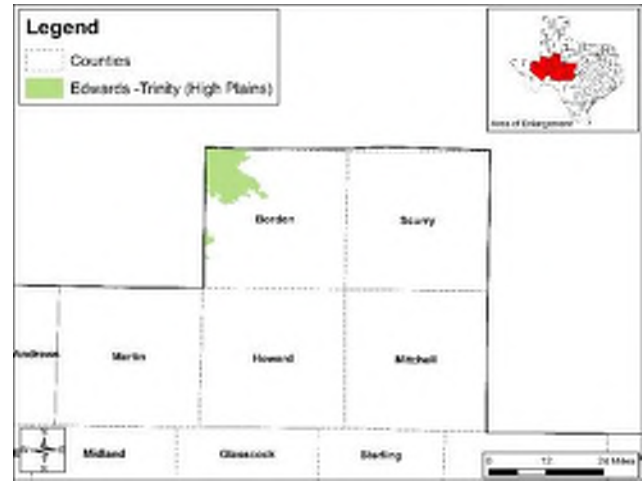 Legend
Counties
Edwards -Trinity (High Plains)
Area of Enlargement
Borden
Scurry
Andrews
Martin
Howard
Mitchell
Midland
Glasscock
Sterling
0 12 24 Miles